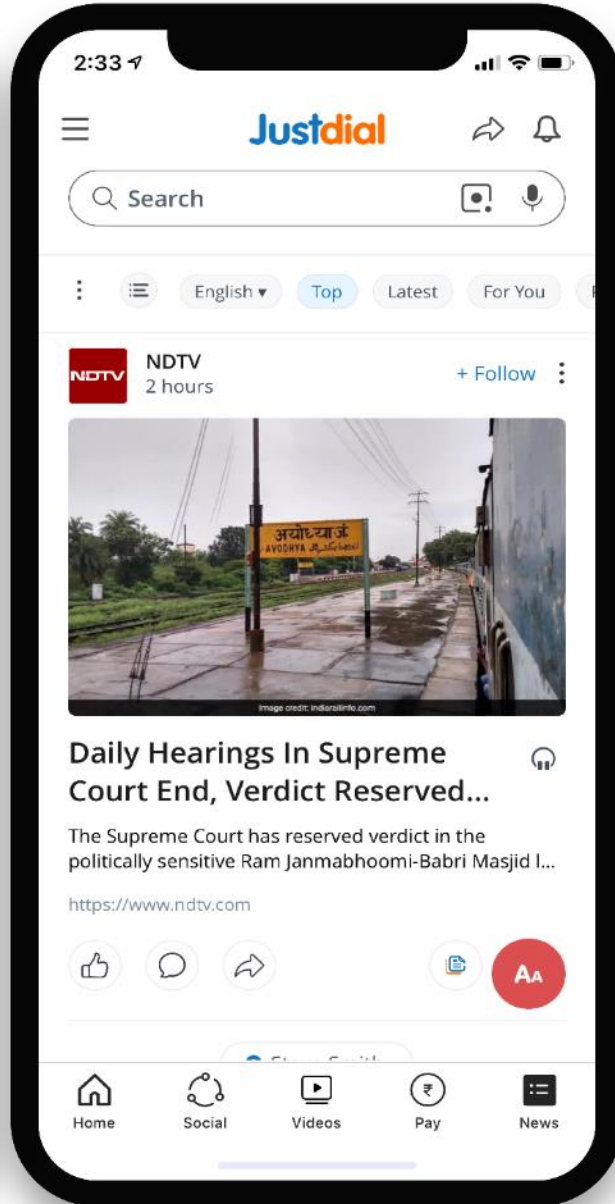 2:33
Justdial
Search
English ▾ Top Latest For You
NDTV
NDTV
2 hours
+ Follow
अयोध्या जं
AYODHYA
Image credit: indiarailinfo.com
Daily Hearings In Supreme
Court End, Verdict Reserved...
The Supreme Court has reserved verdict in the
politically sensitive Ram Janmabhoomi-Babri Masjid l...
https://www.ndtv.com
AA
Home Social Videos Pay News